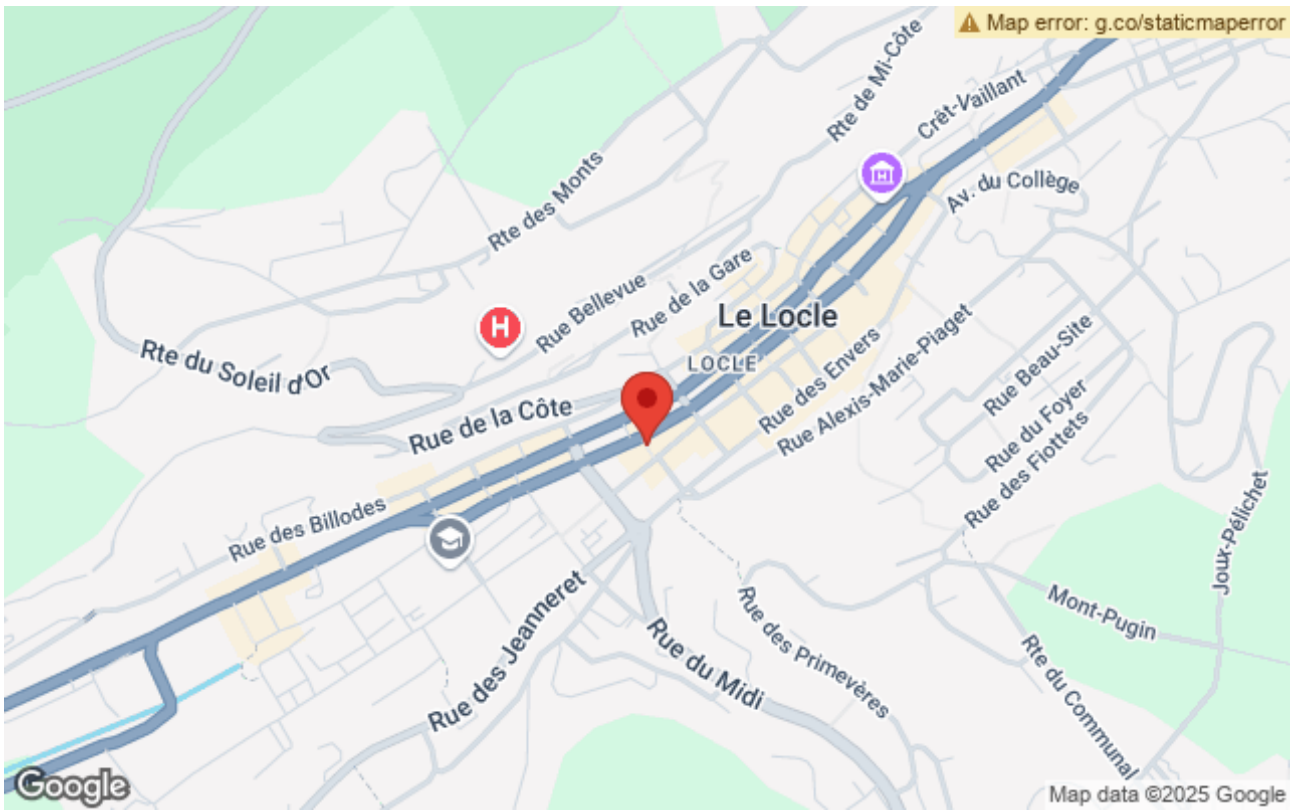 Map error: g.co/staticmaperror
Rte de Mi-Côte
Crêt-Vaillant
Rte des Monts
Av. du Collège
Rue Bellevue
Rue de la Gare
Le Locle
LOCLE
H
Rte du Soleil d'Or
Rue de la Côte
Rue des Envers
Rue Alexis-Marie-Piaget
Rue Beau-Site
Rue du Foyer
Rue des Fiottets
Rue des Billodes
Joux-Pélichet
Rue des Jeanneret
Rue du Midi
Rue des Primevères
Mont-Pugin
Rte du Communal
Google
Map data ©2025 Google